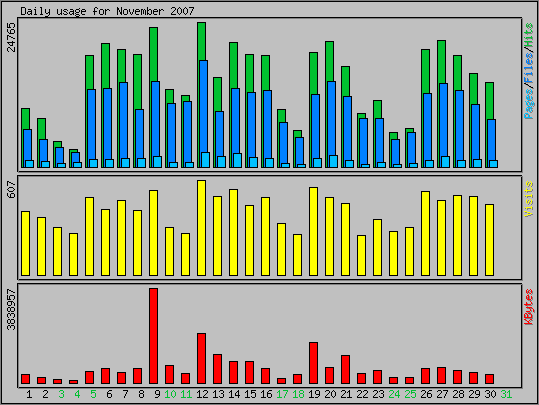 Daily usage for November 2007
24765
Pages/Files/Hits
607
Visits
3838957
KBytes
1 2 3 4 5 6 7 8 9 10 11 12 13 14 15 16 17 18 19 20 21 22 23 24 25 26 27 28 29 30 31